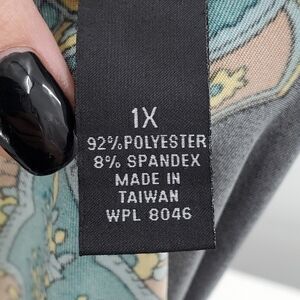 1X
92% POLYESTER
8% SPANDEX
MADE IN
TAIWAN
WPL 8046